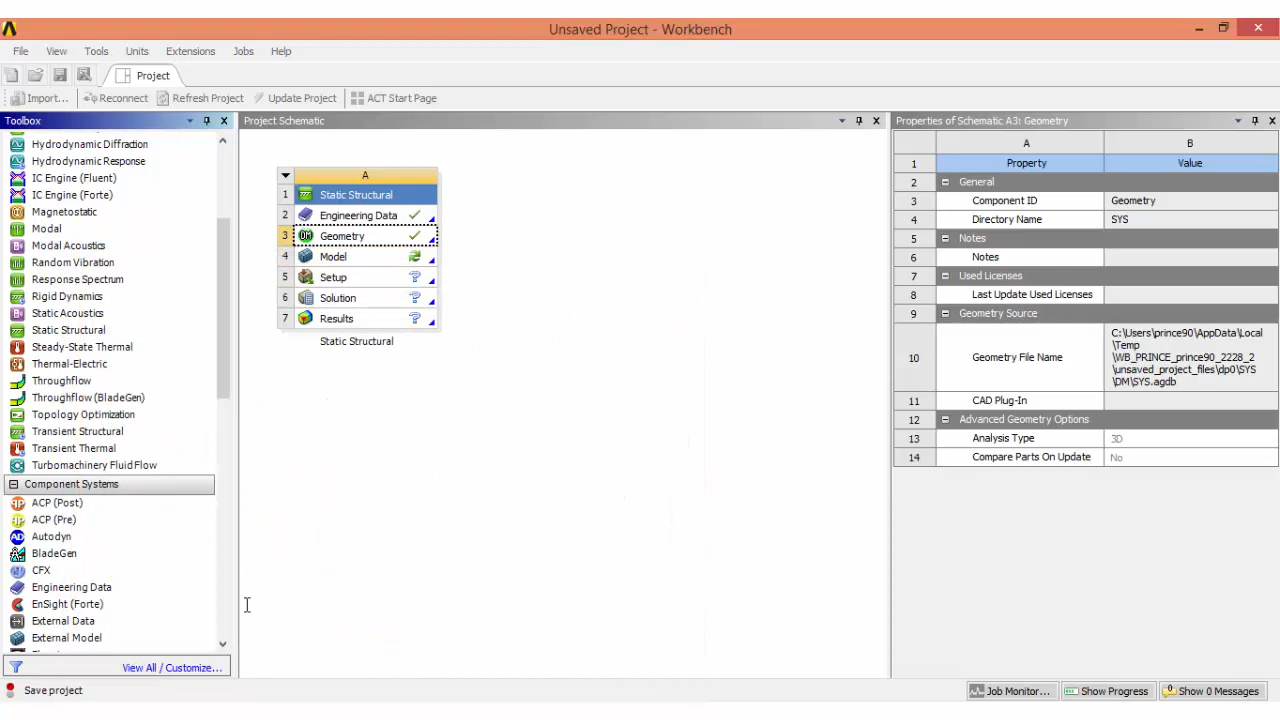 Unsaved Project - Workbench
File View Tools Units Extensions Jobs Help
Project
Import... Reconnect Refresh Project Update Project ACT Start Page
Toolbox
Hydrodynamic Diffraction
Hydrodynamic Response
IC Engine (Fluent)
IC Engine (Forte)
Magnetostatic
Modal
Modal Acoustics
Random Vibration
Response Spectrum
Rigid Dynamics
Static Acoustics
Static Structural
Steady-State Thermal
Thermal-Electric
Throughflow
Throughflow (BladeGen)
Topology Optimization
Transient Structural
Transient Thermal
Turbomachinery Fluid Flow
Component Systems
ACP (Post)
ACP (Pre)
Autodyn
BladeGen
CFX
Engineering Data
EnSight (Forte)
External Data
External Model
View All / Customize...
Project Schematic
A
1 Static Structural
2 Engineering Data
3 DM Geometry
4 Model
5 Setup ?
6 Solution ?
7 Results ?
Static Structural
Properties of Schematic A3: Geometry
A B
1 Property Value
2 General
3 Component ID Geometry
4 Directory Name SYS
5 Notes
6 Notes
7 Used Licenses
8 Last Update Used Licenses
9 Geometry Source
10 Geometry File Name C:\Users\prince90\AppData\Local
\Temp
\WB_PRINCE_prince90_2228_2
\unsaved_project_files\dp0\SYS
\DM\SYS.agdb
11 CAD Plug-In
12 Advanced Geometry Options
13 Analysis Type 3D
14 Compare Parts On Update No
Save project
Job Monitor... Show Progress Show 0 Messages